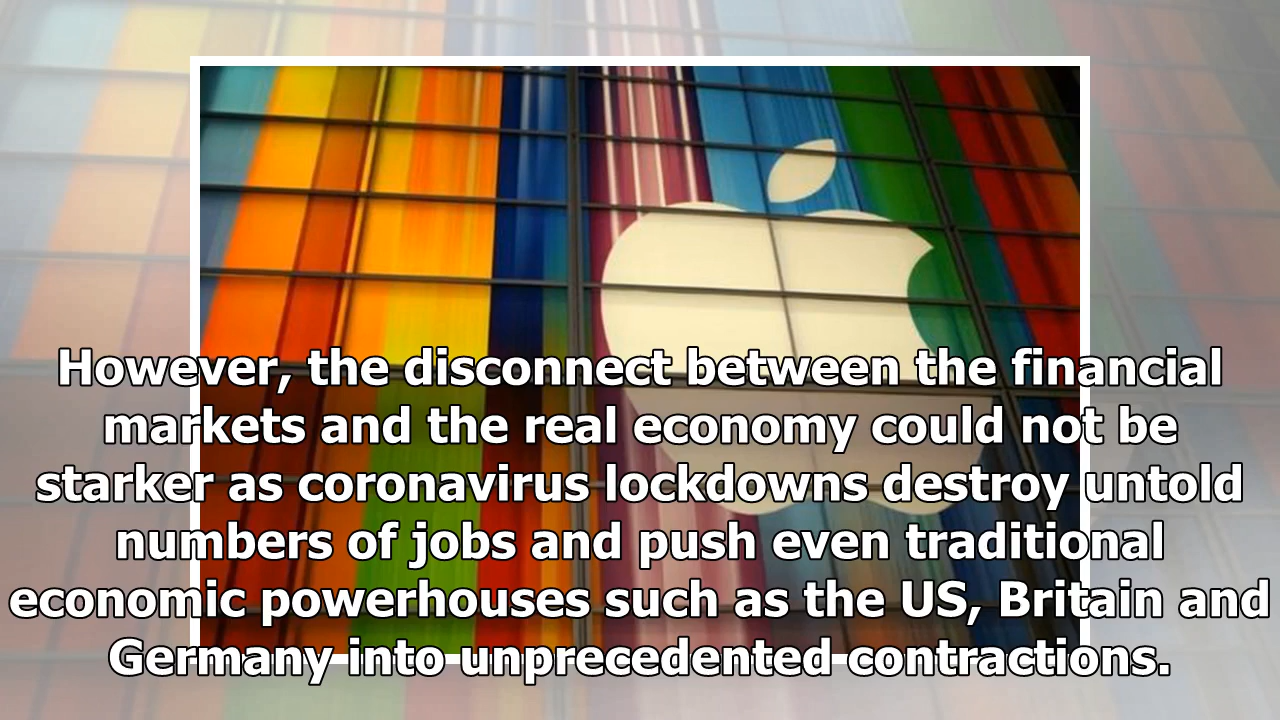 However, the disconnect between the financial
markets and the real economy could not be
starker as coronavirus lockdowns destroy untold
numbers of jobs and push even traditional
economic powerhouses such as the US, Britain and
Germany into unprecedented contractions.